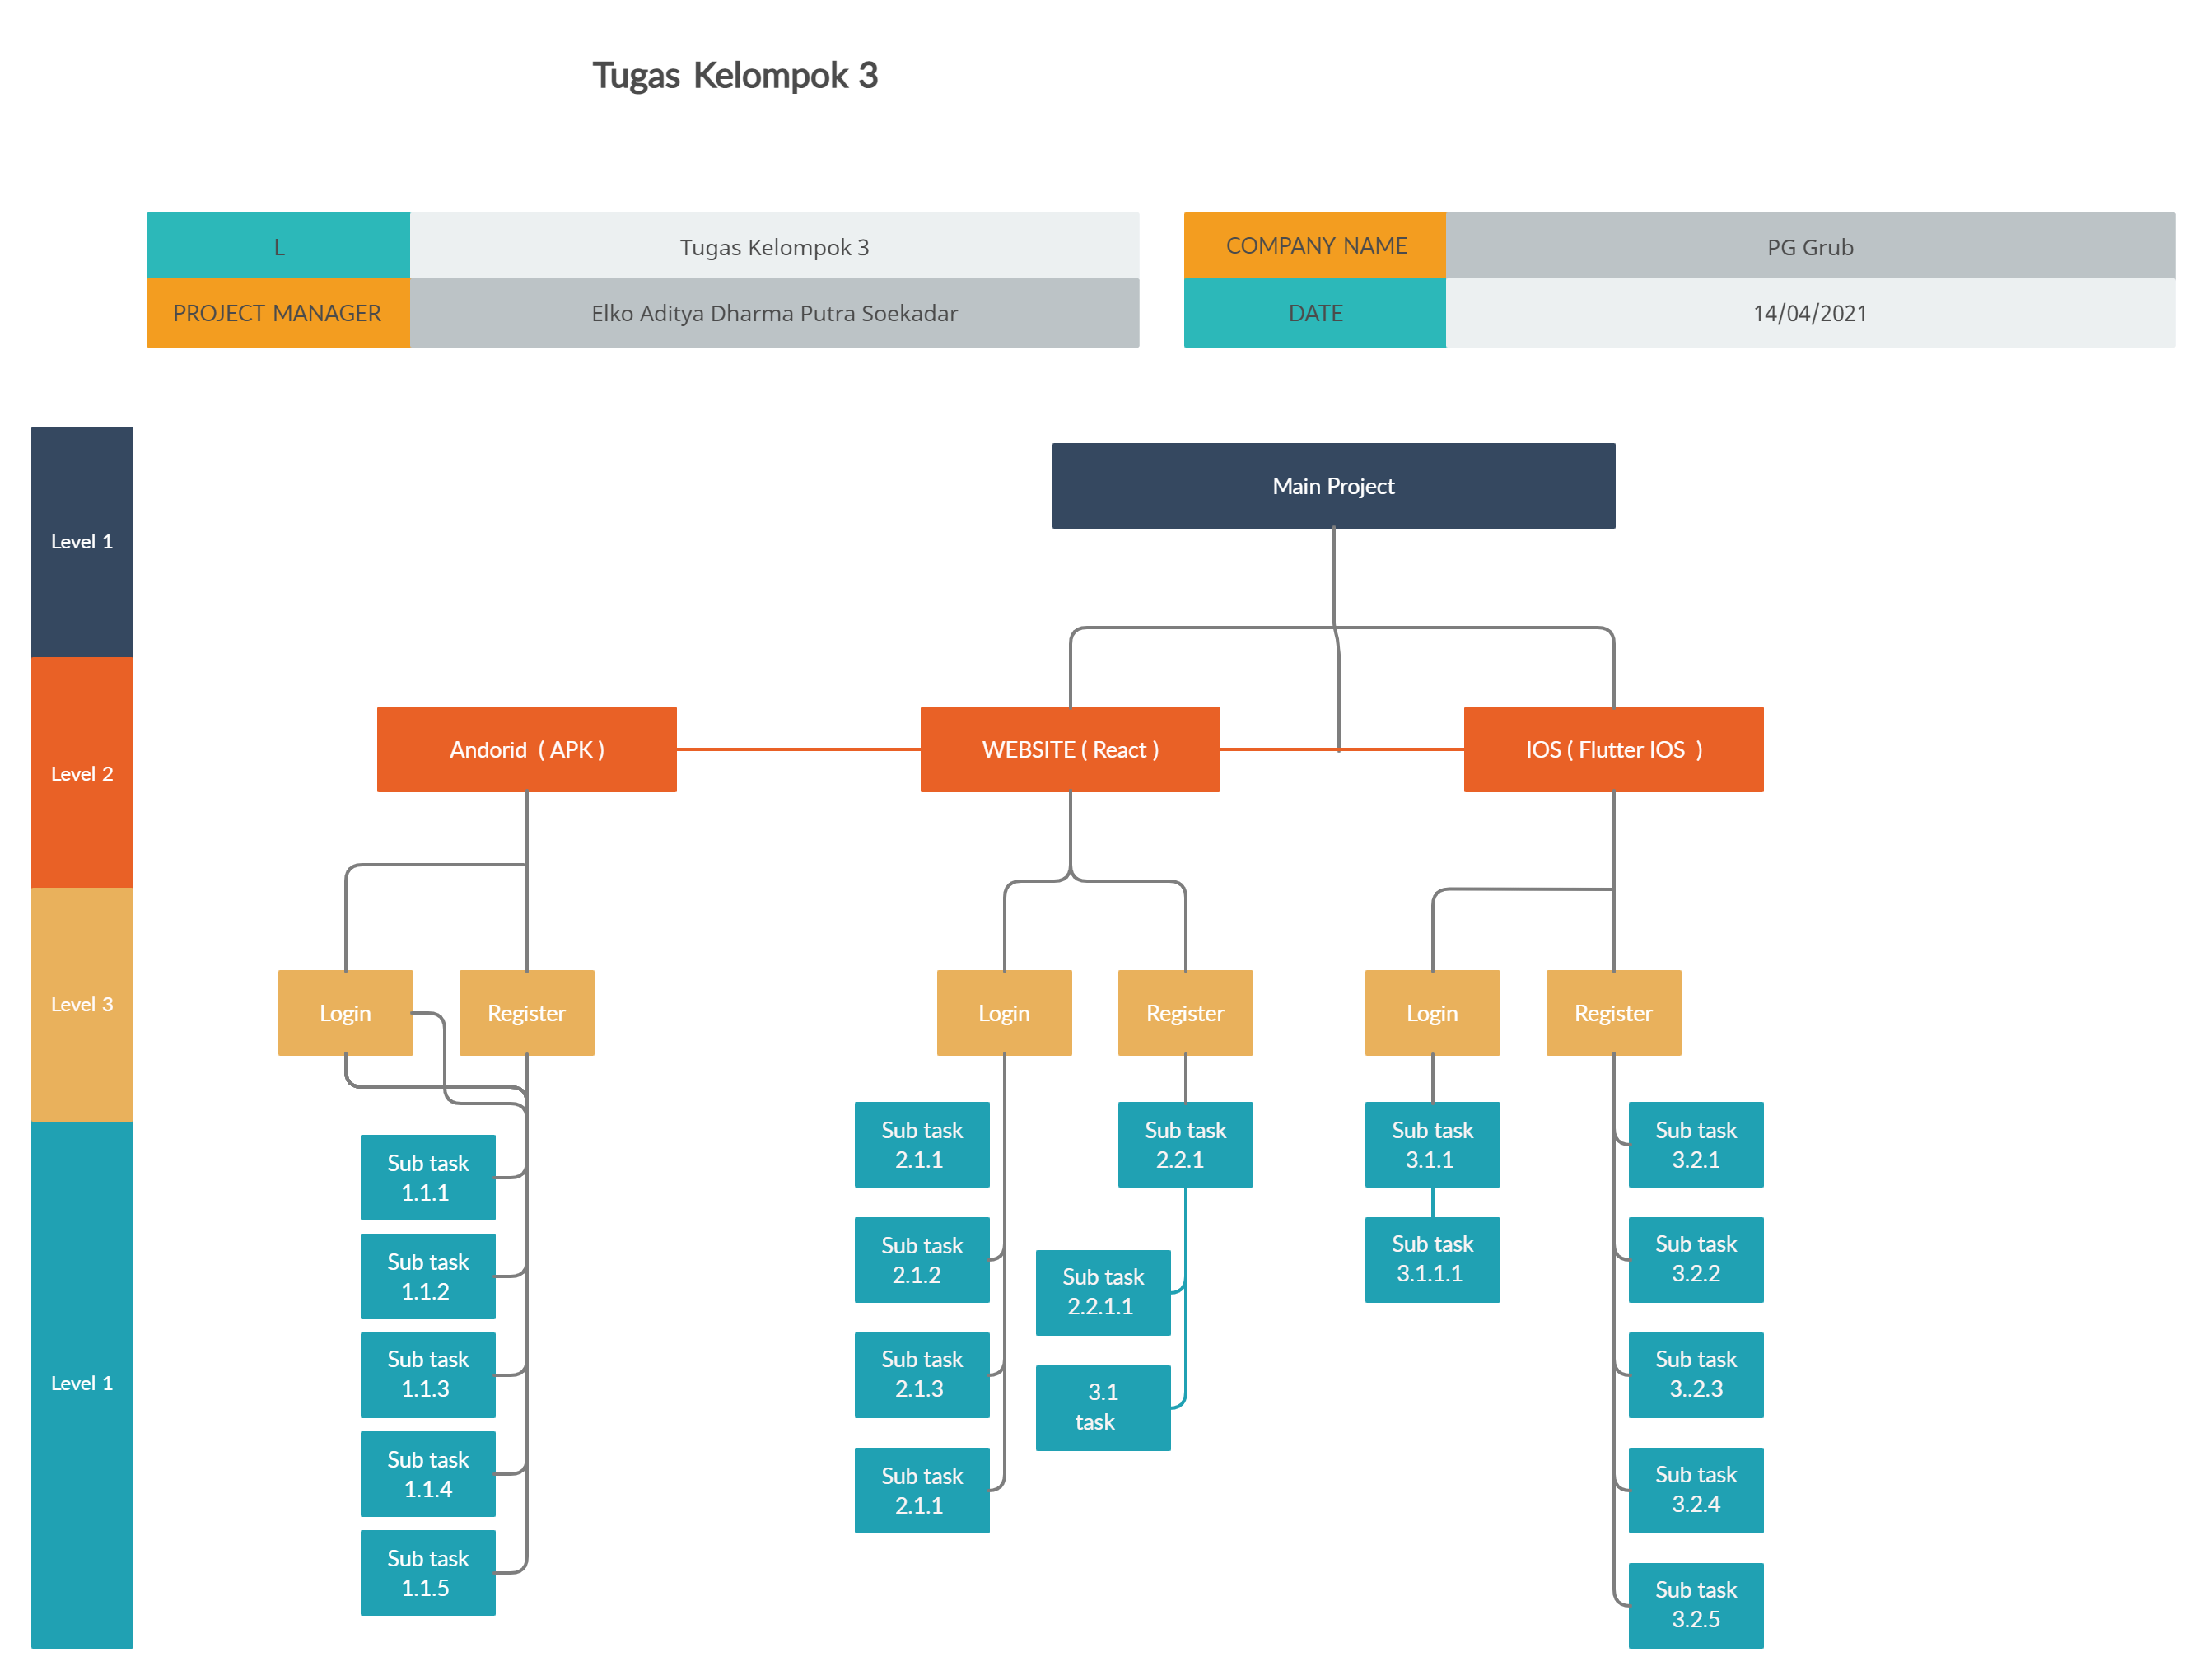 Tugas Kelompok 3
L
Tugas Kelompok 3
COMPANY NAME
PG Grub
PROJECT MANAGER
Elko Aditya Dharma Putra Soekadar
DATE
14/04/2021
Level 1
Main Project
Level 2
Andorid ( APK )
WEBSITE ( React )
IOS ( Flutter IOS )
Level 3
Login
Register
Login
Register
Login
Register
Level 1
Sub task
1.1.1
Sub task
1.1.2
Sub task
1.1.3
Sub task
1.1.4
Sub task
1.1.5
Sub task
2.1.1
Sub task
2.1.2
Sub task
2.1.3
Sub task
2.1.1
Sub task
2.2.1
Sub task
2.2.1.1
3.1
task
Sub task
3.1.1
Sub task
3.1.1.1
Sub task
3.2.1
Sub task
3.2.2
Sub task
3..2.3
Sub task
3.2.4
Sub task
3.2.5